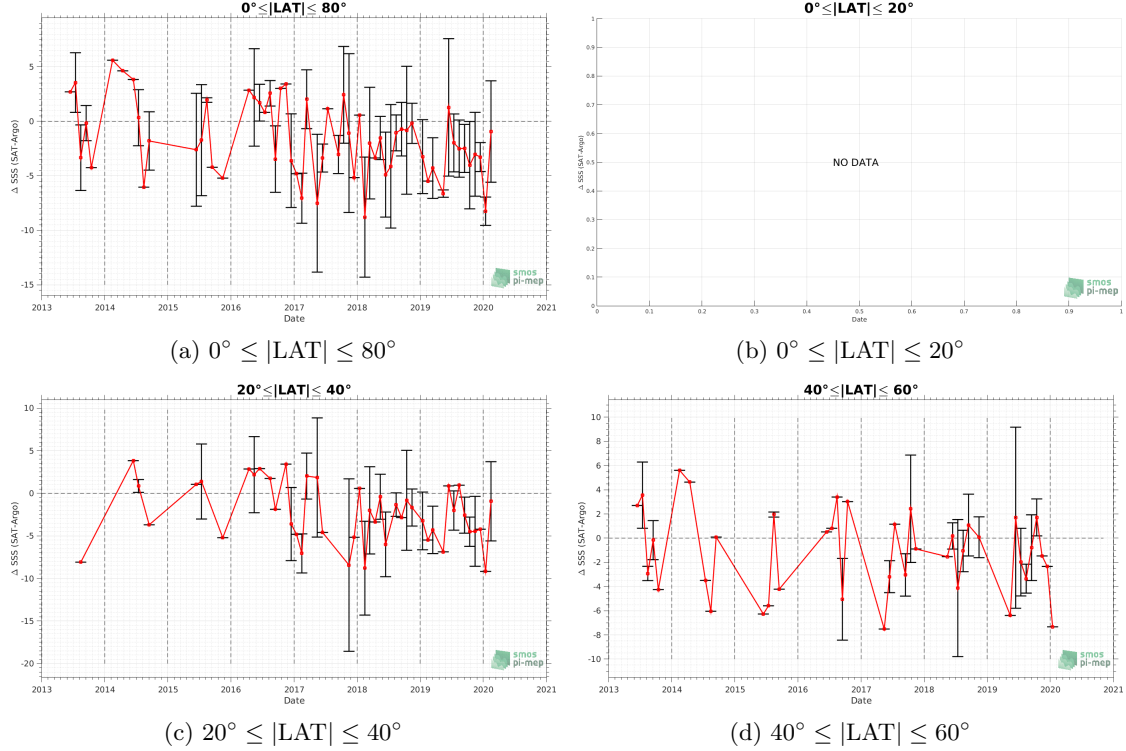 0°≤|LAT|≤ 80°
Δ SSS (SAT-Argo)
5
0
-5
-10
-15
2013 2014 2015 2016 2017 2018 2019 2020 2021
Date
smos
pi-mep
(a) 0° ≤ |LAT| ≤ 80°
0°≤|LAT|≤ 20°
Δ SSS (SAT-Argo)
1
0.9
0.8
0.7
0.6
0.5
0.4
0.3
0.2
0.1
0
NO DATA
0 0.1 0.2 0.3 0.4 0.5 0.6 0.7 0.8 0.9 1
Date
smos
pi-mep
(b) 0° ≤ |LAT| ≤ 20°
20°≤|LAT|≤ 40°
Δ SSS (SAT-Argo)
10
5
0
-5
-10
-15
-20
2013 2014 2015 2016 2017 2018 2019 2020 2021
Date
smos
pi-mep
(c) 20° ≤ |LAT| ≤ 40°
40°≤|LAT|≤ 60°
Δ SSS (SAT-Argo)
10
8
6
4
2
0
-2
-4
-6
-8
-10
2013 2014 2015 2016 2017 2018 2019 2020 2021
Date
smos
pi-mep
(d) 40° ≤ |LAT| ≤ 60°